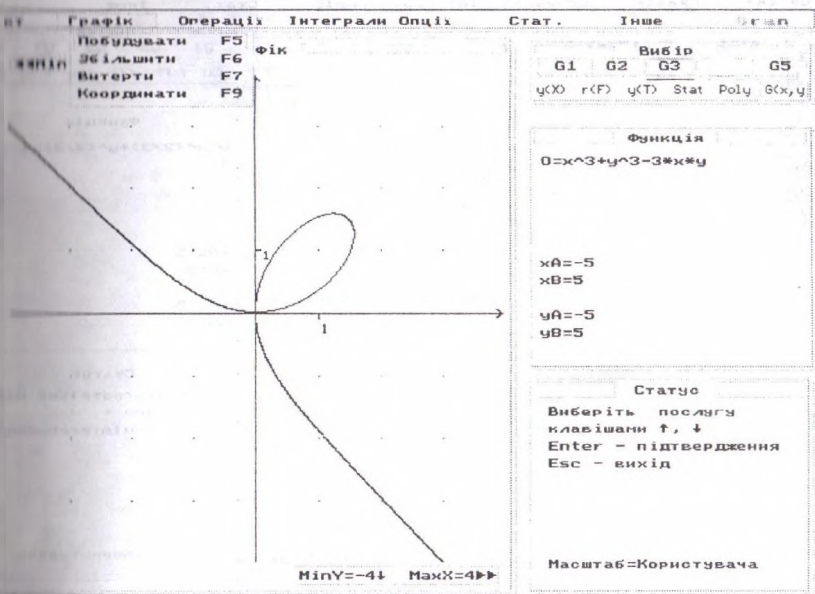 Графік Операції Інтеграли Опції Стат. Інше Gran
Побудувати F5
Збільшити F6
Витерти F7
Координати F9
фік
1
1
MinY=-4↓ MaxX=4▶▶
Вибір
G1 G2 G3 G5
y(X) r(F) y(T) Stat Poly G(x,y
Функція
0=x^3+y^3-3*x*y
xA=-5
xB=5
yA=-5
yB=5
Статус
Виберіть послугу
клавішами ↑, ↓
Enter - підтвердження
Esc - вихід
Масштаб=Користувача